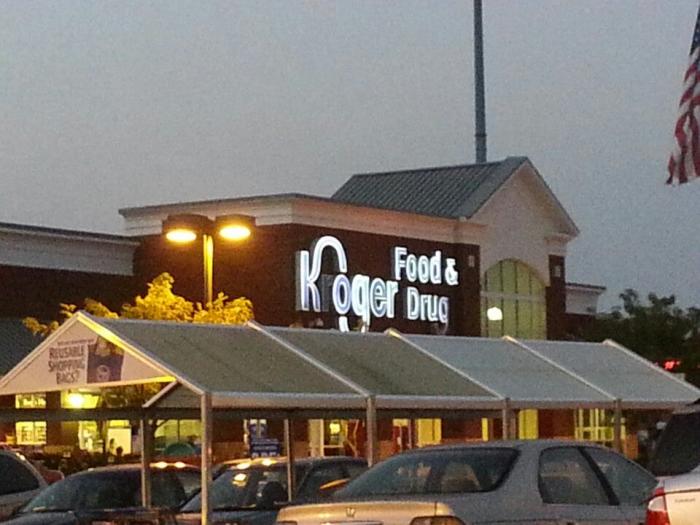 Kroger
Food &
Drug
REUSABLE
SHOPPING
BAGS?